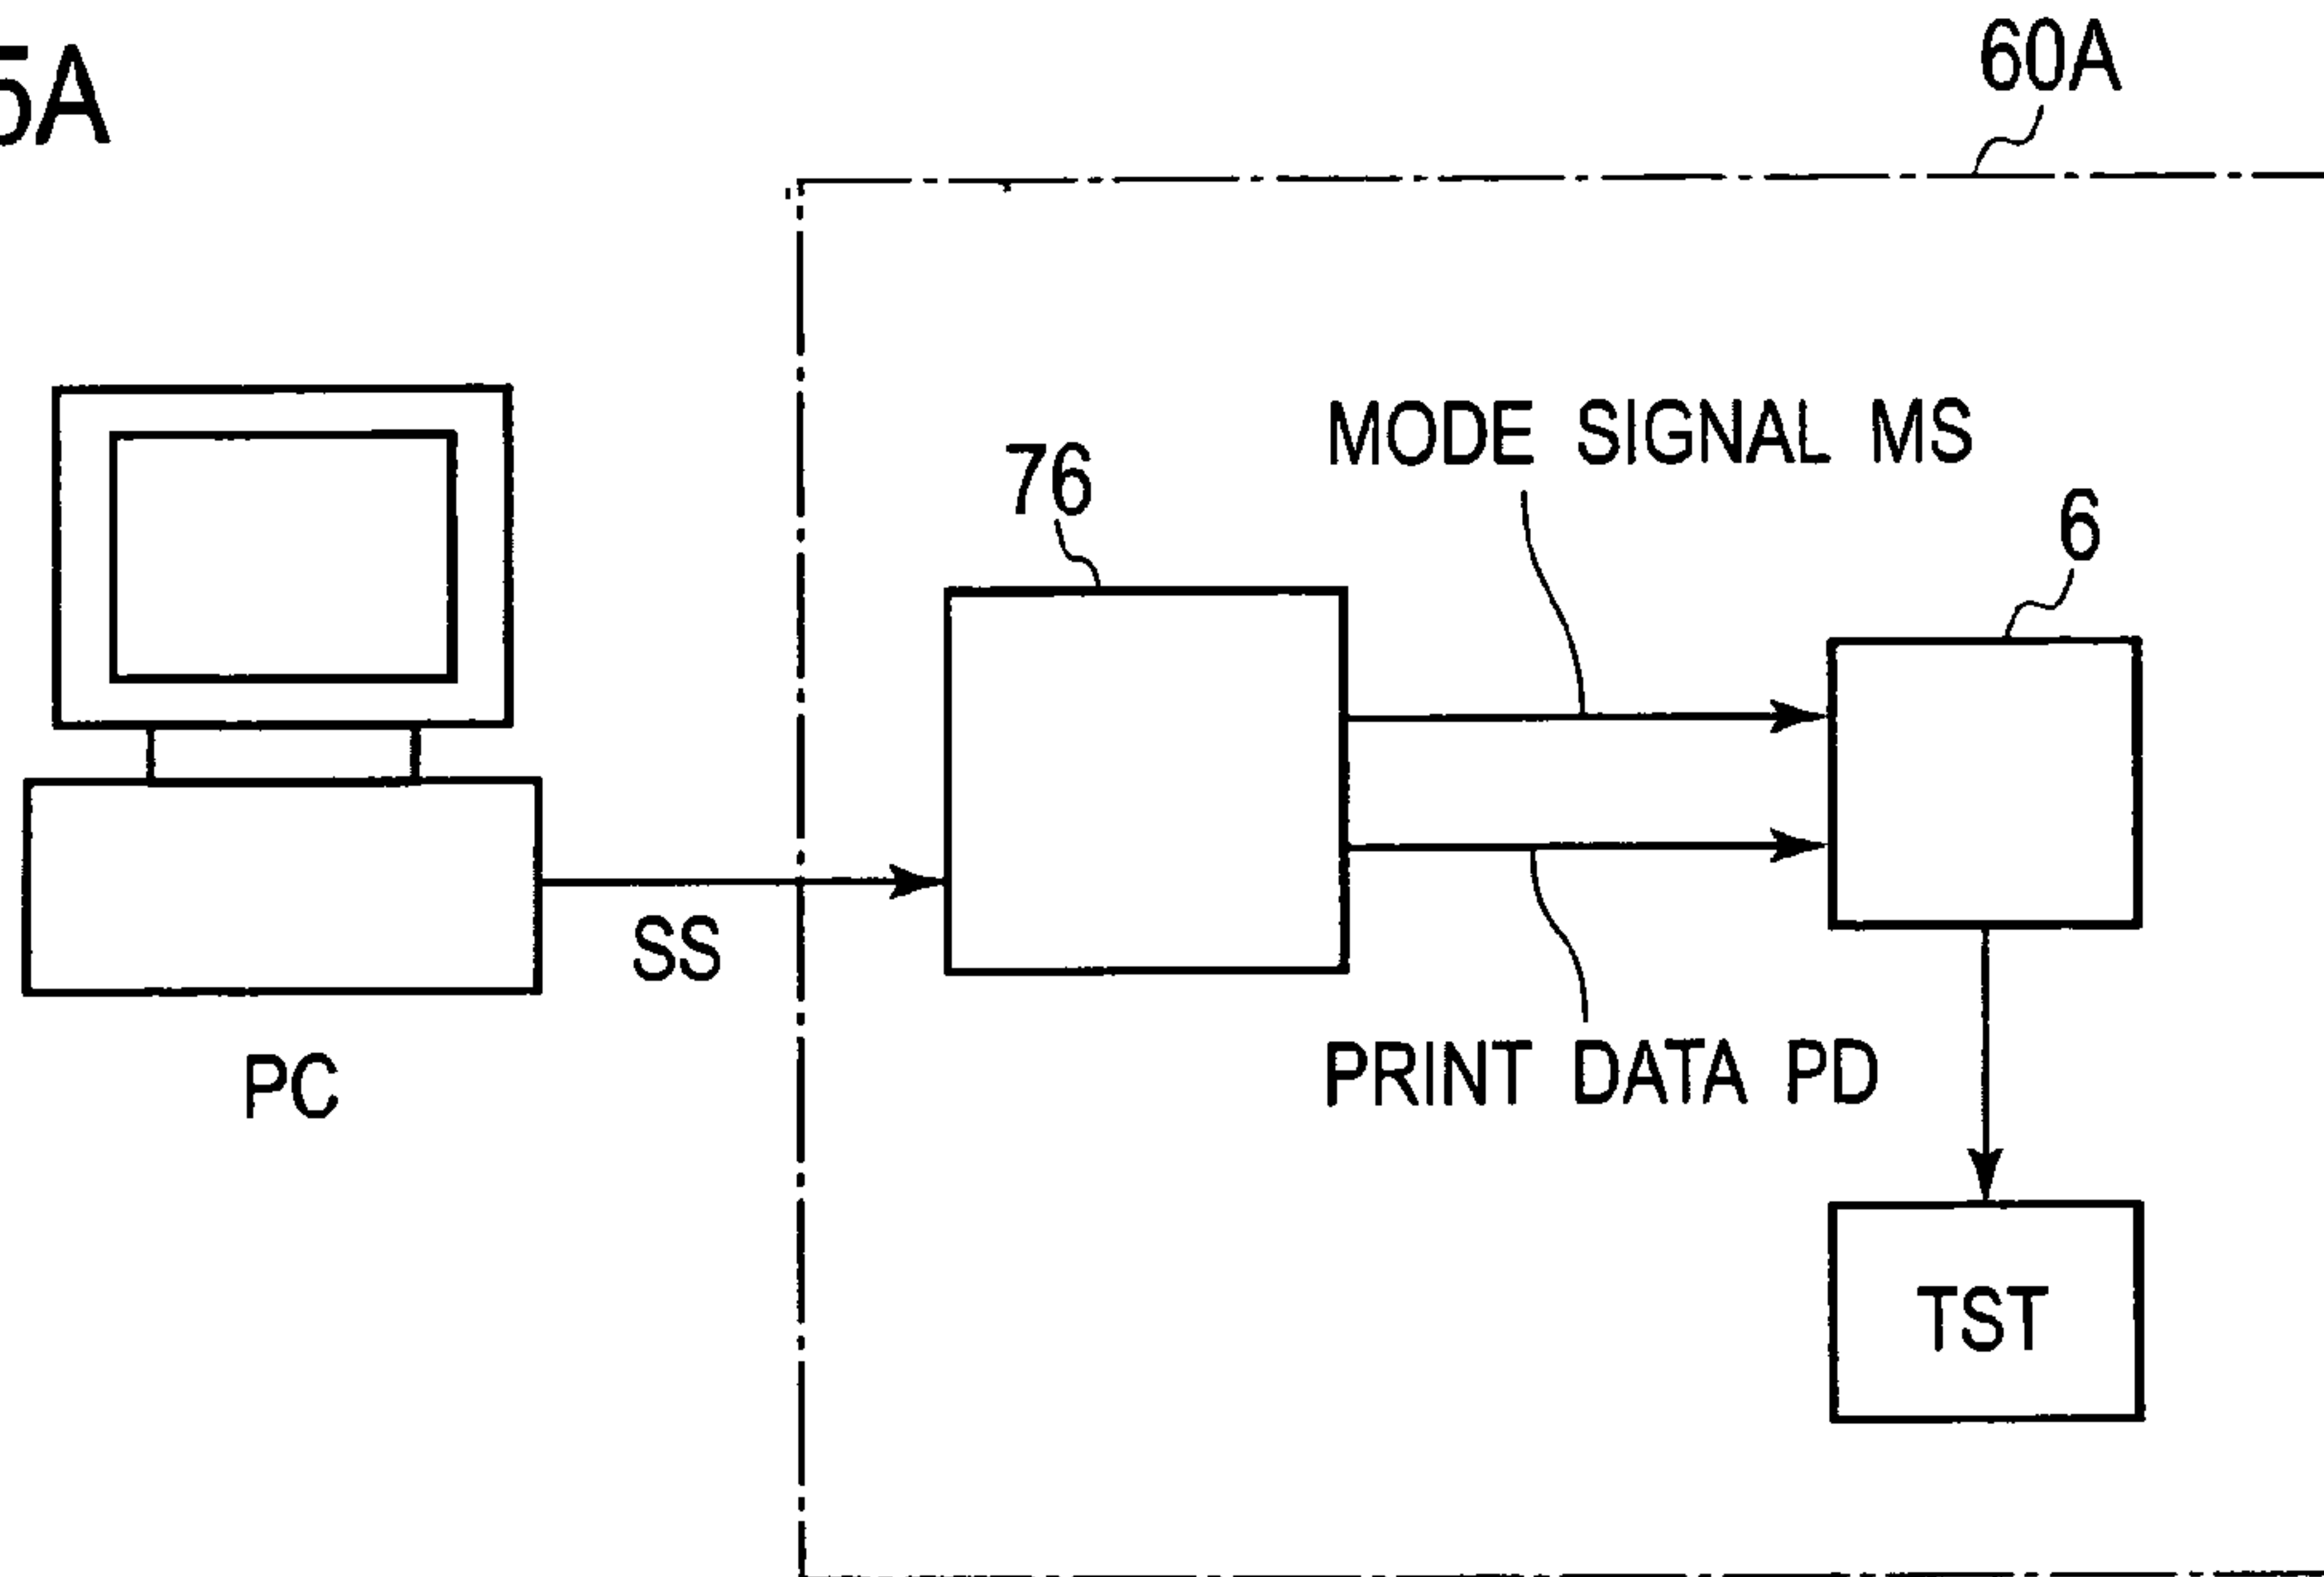 5A
60A
MODE SIGNAL MS
76
6
SS
PC
PRINT DATA PD
TST